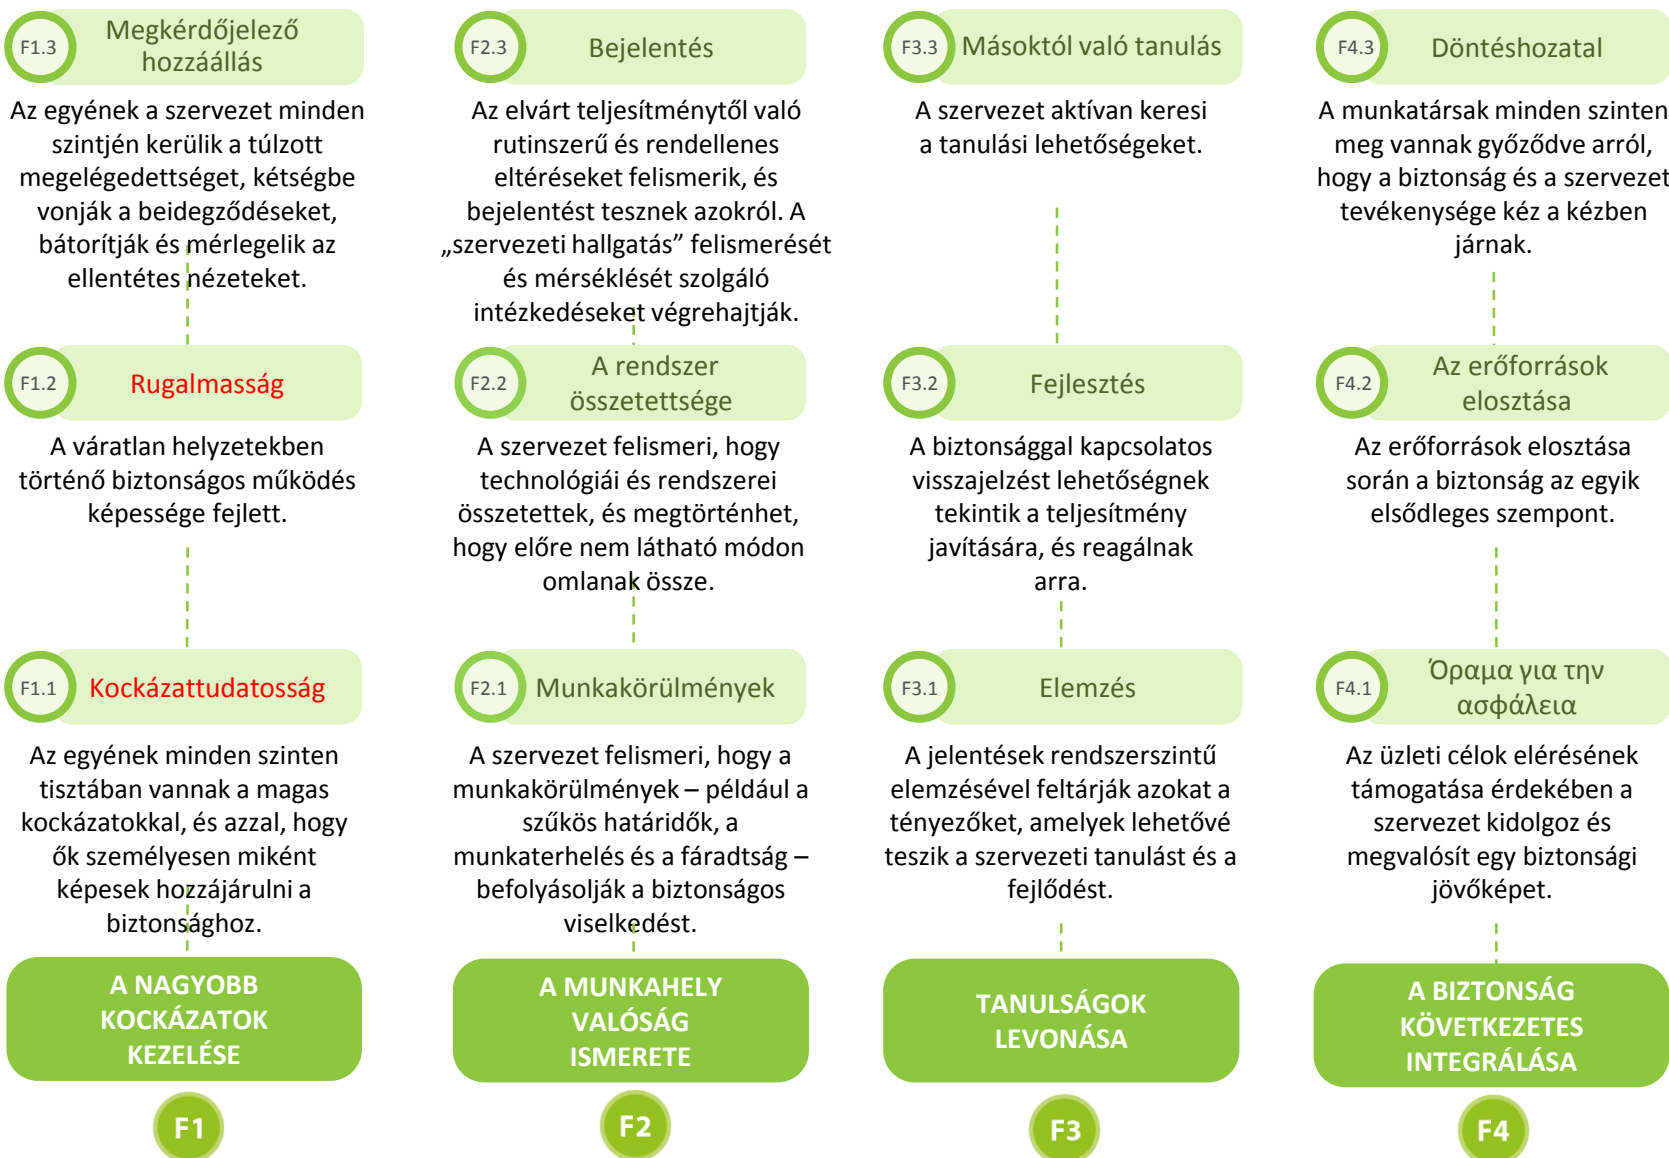 F1.3
Megkérdőjelező
hozzáállás
Az egyének a szervezet minden
szintjén kerülik a túlzott
megelégedettséget, kétségbe
vonják a beidegződéseket,
bátorítják és mérlegelik az
ellentétes nézeteket.
F1.2
Rugalmasság
A váratlan helyzetekben
történő biztonságos működés
képessége fejlett.
F1.1
Kockázattudatosság
Az egyének minden szinten
tisztában vannak a magas
kockázatokkal, és azzal, hogy
ők személyesen miként
képesek hozzájárulni a
biztonsághoz.
A NAGYOBB
KOCKÁZATOK
KEZELÉSE
F1
F2.3
Bejelentés
Az elvárt teljesítménytől való
rutinszerű és rendellenes
eltéréseket felismerik, és
bejelentést tesznek azokról. A
„szervezeti hallgatás” felismerését
és mérséklését szolgáló
intézkedéseket végrehajtják.
F2.2
A rendszer
összetettsége
A szervezet felismeri, hogy
technológiái és rendszerei
összetettek, és megtörténhet,
hogy előre nem látható módon
omlanak össze.
F2.1
Munkakörülmények
A szervezet felismeri, hogy a
munkakörülmények – például a
szűkös határidők, a
munkaterhelés és a fáradtság –
befolyásolják a biztonságos
viselkedést.
A MUNKAHELY
VALÓSÁG
ISMERETE
F2
F3.3
Másoktól való tanulás
A szervezet aktívan keresi
a tanulási lehetőségeket.
F3.2
Fejlesztés
A biztonsággal kapcsolatos
visszajelzést lehetőségnek
tekintik a teljesítmény
javítására, és reagálnak
arra.
F3.1
Elemzés
A jelentések rendszerszintű
elemzésével feltárják azokat a
tényezőket, amelyek lehetővé
teszik a szervezeti tanulást és a
fejlődést.
TANULSÁGOK
LEVONÁSA
F3
F4.3
Döntéshozatal
A munkatársak minden szinten
meg vannak győződve arról,
hogy a biztonság és a szervezet
tevékenysége kéz a kézben
járnak.
F4.2
Az erőforrások
elosztása
Az erőforrások elosztása
során a biztonság az egyik
elsődleges szempont.
F4.1
Όραμα για την
ασφάλεια
Az üzleti célok elérésének
támogatása érdekében a
szervezet kidolgoz és
megvalósít egy biztonsági
jövőképet.
A BIZTONSÁG
KÖVETKEZETES
INTEGRÁLÁSA
F4